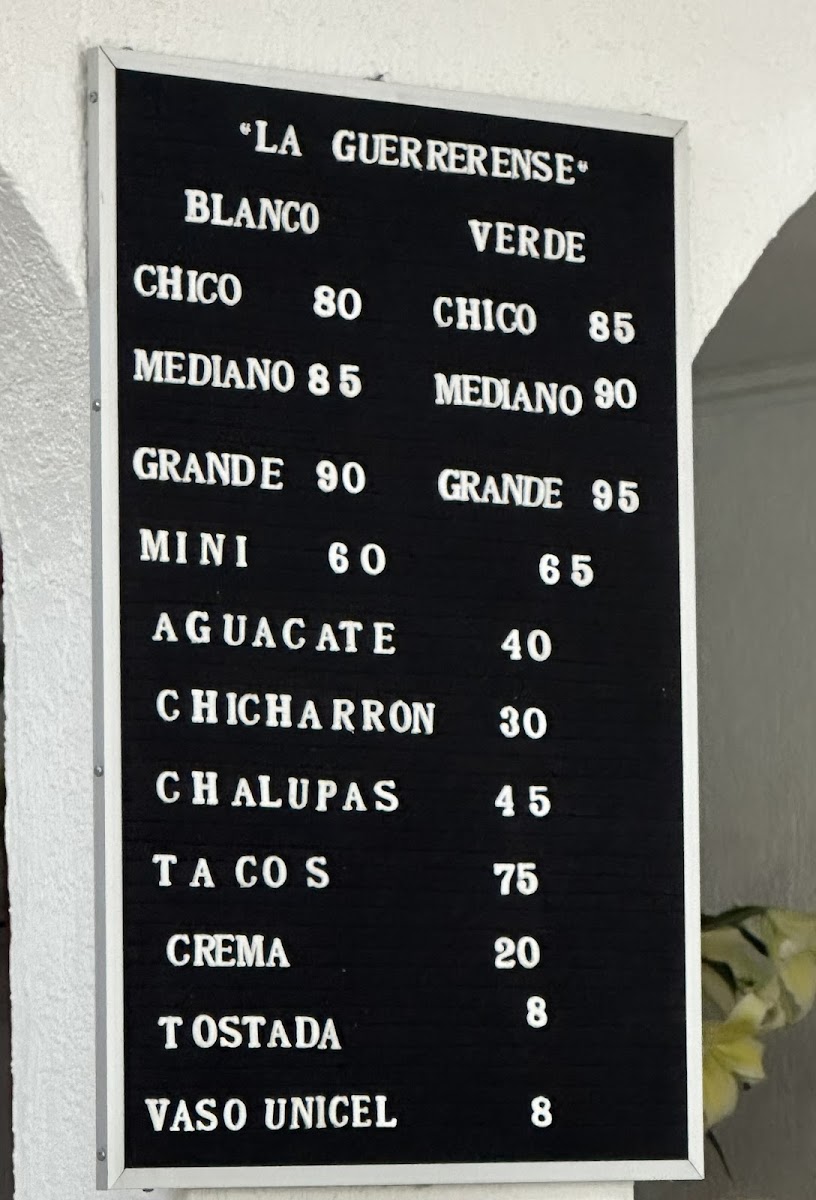 "LA GUERRERENSE"
BLANCO VERDE
CHICO 80 CHICO 85
MEDIANO 85 MEDIANO 90
GRANDE 90 GRANDE 95
MINI 60 65
AGUACATE 40
CHICHARRON 30
CHALUPAS 45
TACOS 75
CREMA 20
TOSTADA 8
VASO UNICEL 8